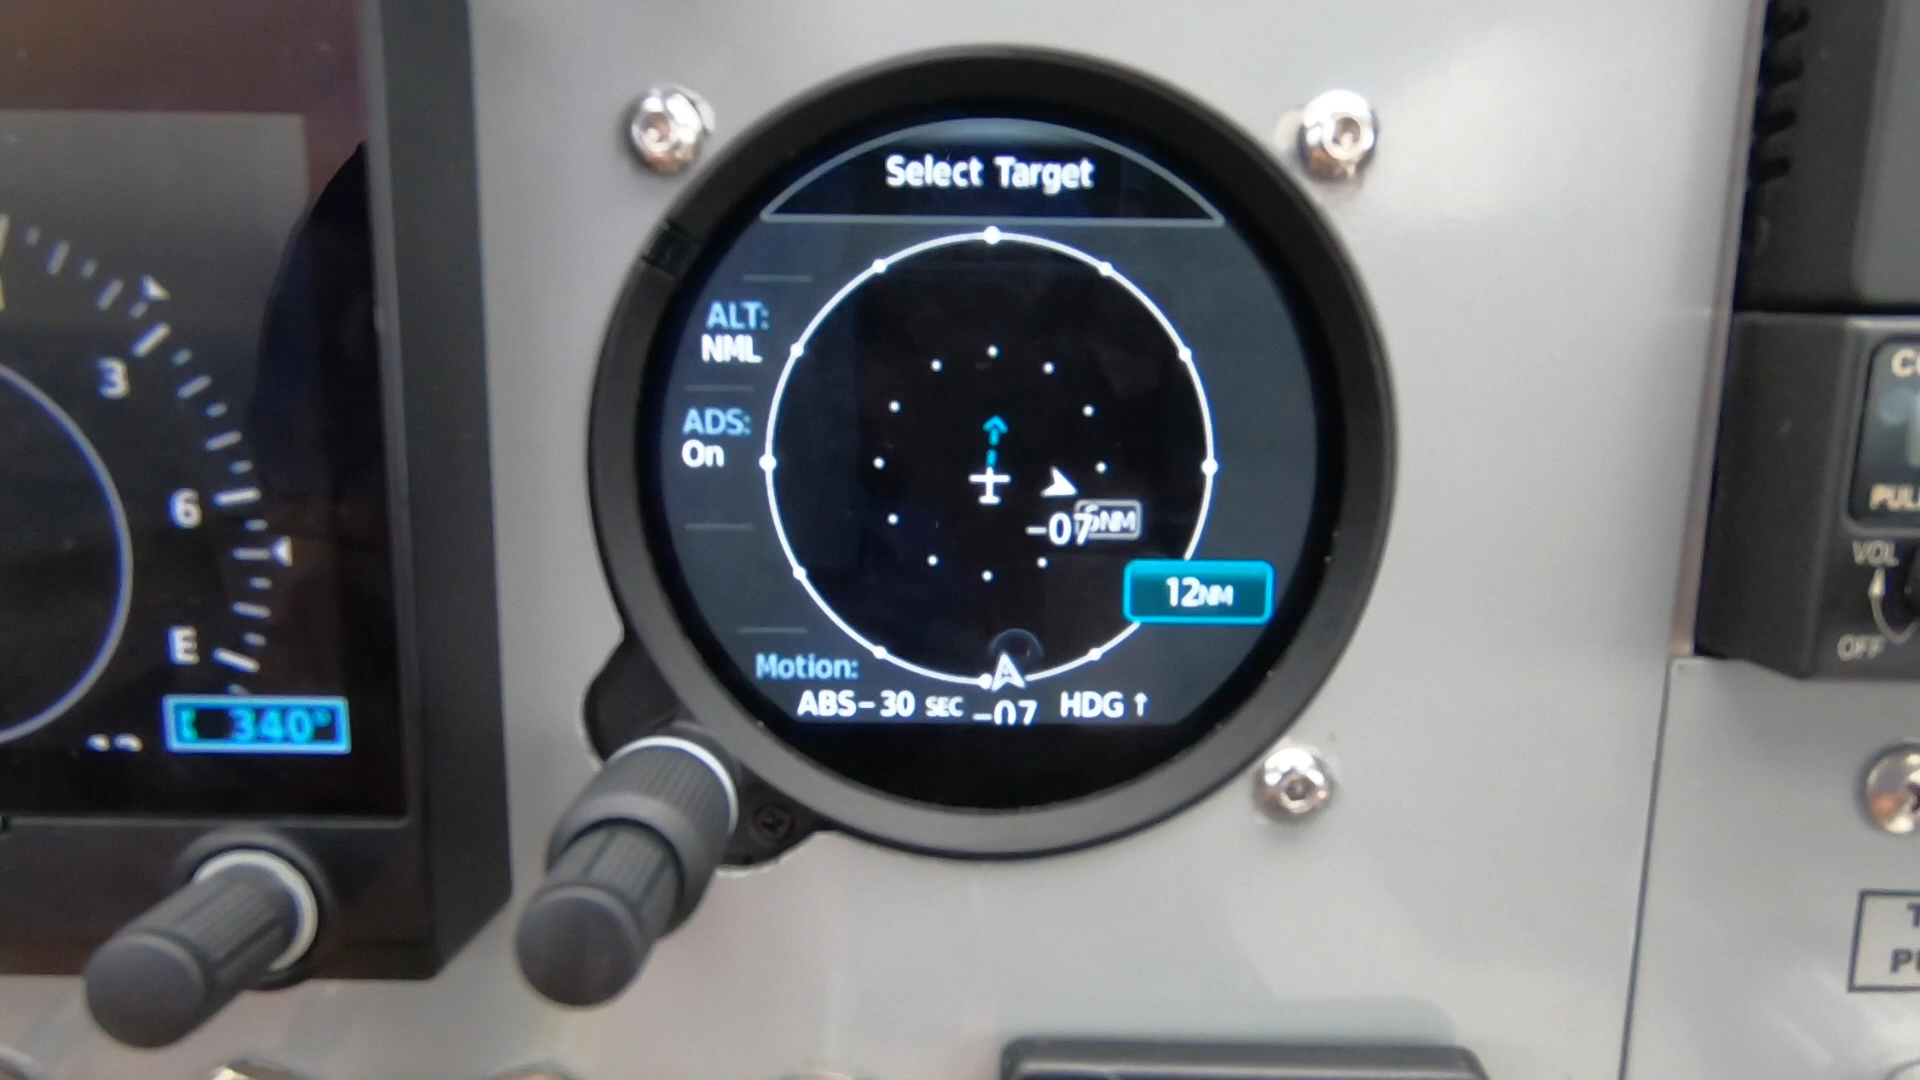 Select Target
ALT:
NML
ADS:
On
-07
6NM
12NM
Motion:
ABS-30 SEC
-07
HDG ↑
3
6
E
340°
VOL
OFF